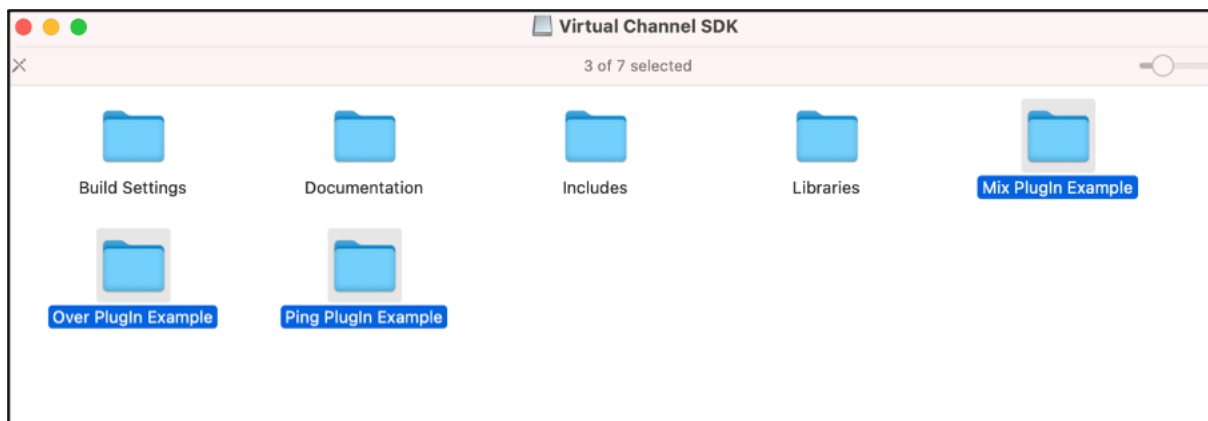 Virtual Channel SDK
3 of 7 selected
Build Settings
Documentation
Includes
Libraries
Mix PlugIn Example
Over PlugIn Example
Ping PlugIn Example